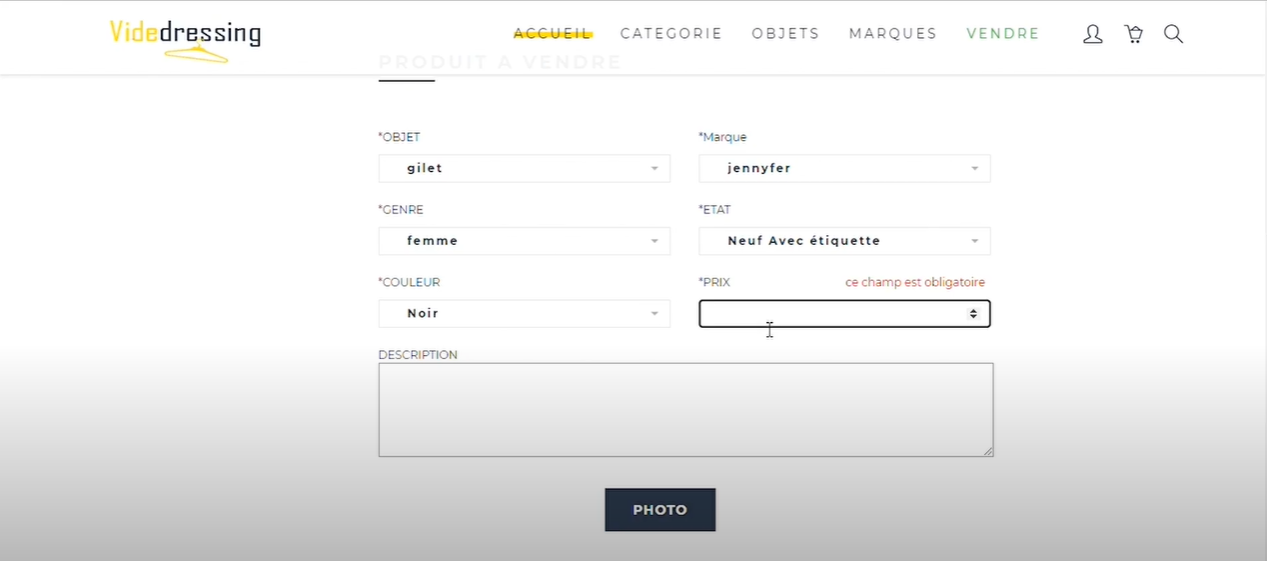 Videdressing
ACCUEIL CATEGORIE OBJETS MARQUES VENDRE
PRODUIT A VENDRE
*OBJET
gilet
*Marque
jennyfer
*GENRE
femme
*ETAT
Neuf Avec étiquette
*COULEUR
Noir
*PRIX ce champ est obligatoire
DESCRIPTION
PHOTO